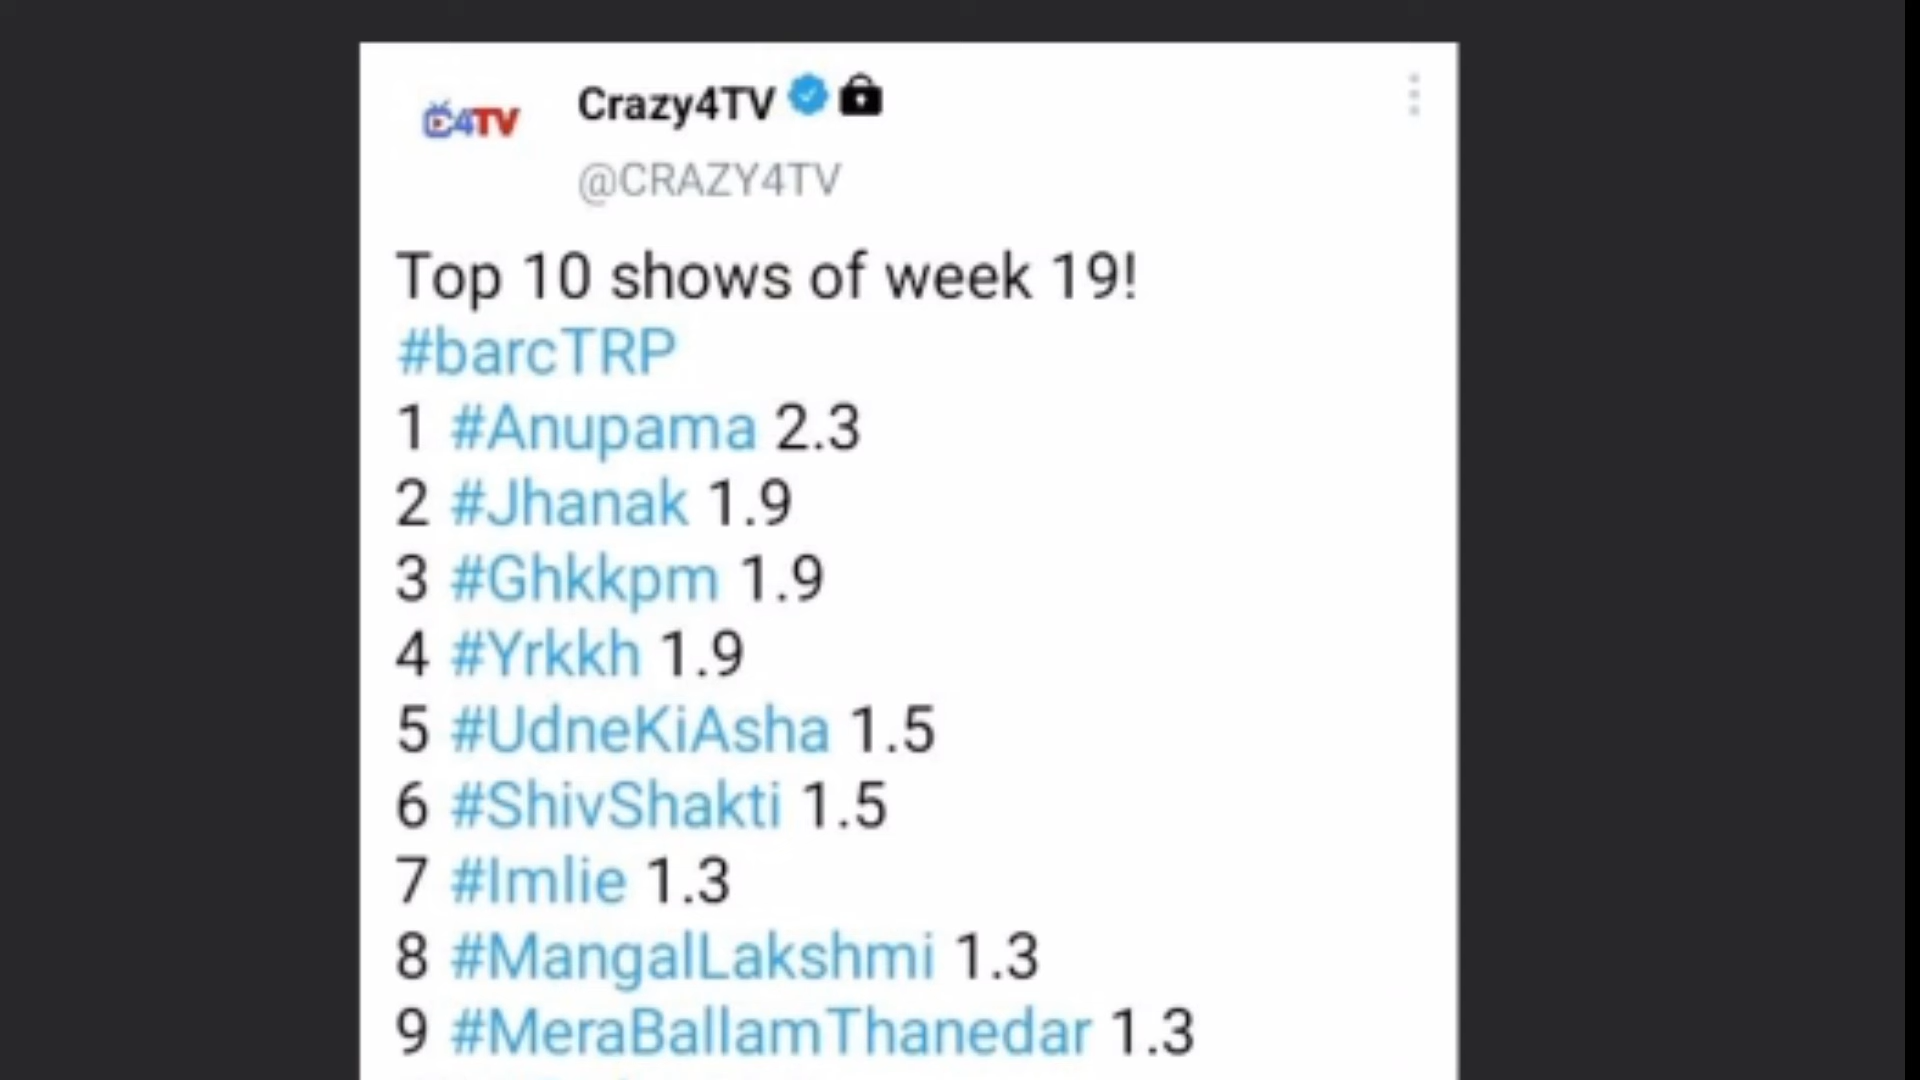 C4TV
Crazy4TV
@CRAZY4TV
Top 10 shows of week 19!
#barcTRP
1 #Anupama 2.3
2 #Jhanak 1.9
3 #Ghkkpm 1.9
4 #Yrkkh 1.9
5 #UdneKiAsha 1.5
6 #ShivShakti 1.5
7 #Imlie 1.3
8 #MangalLakshmi 1.3
9 #MeraBallamThanedar 1.3